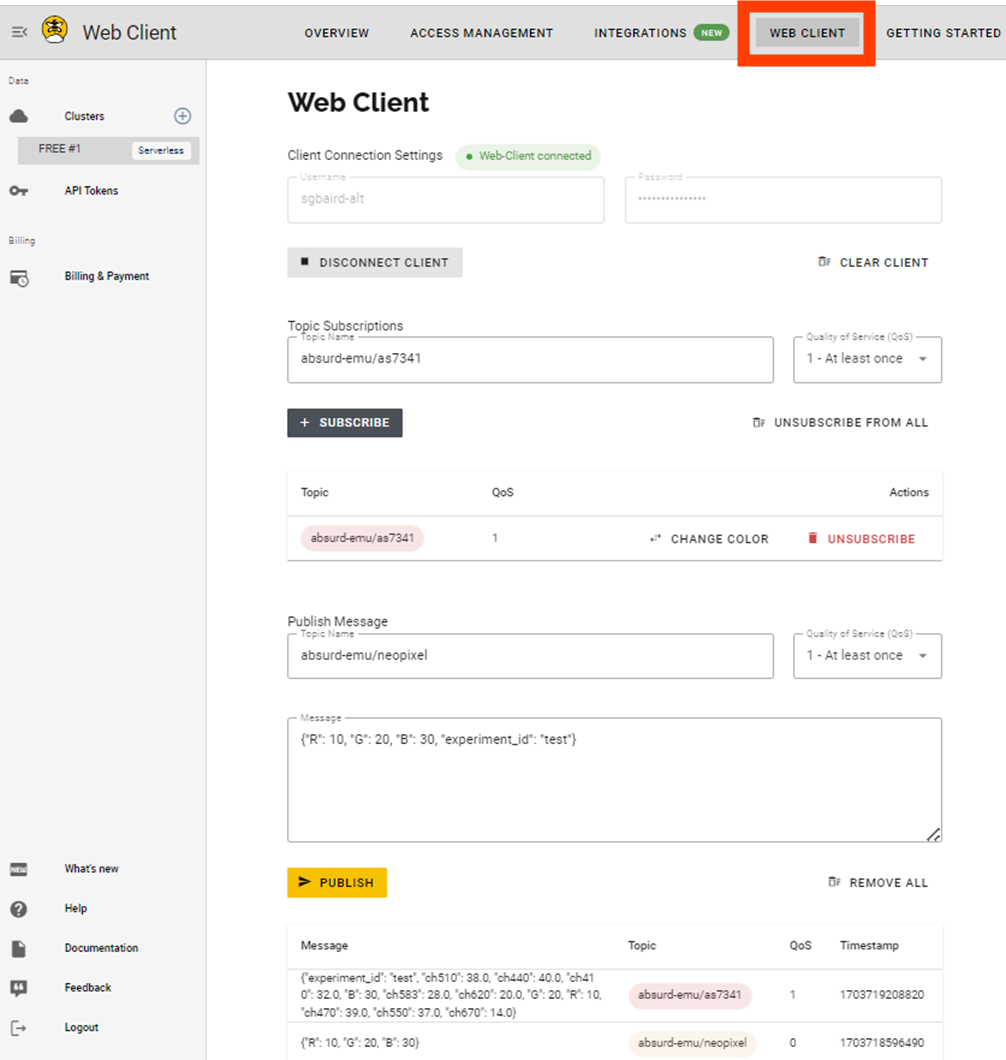 Web Client
OVERVIEW
ACCESS MANAGEMENT
INTEGRATIONS NEW
WEB CLIENT
GETTING STARTED
Data
Clusters
FREE #1 Serverless
API Tokens
Billing
Billing & Payment
NEW What's new
Help
Documentation
Feedback
Logout
Web Client
Client Connection Settings Web-Client connected
Username
sgbaird-alt
Password
•••••••••••••••
DISCONNECT CLIENT
CLEAR CLIENT
Topic Subscriptions
Topic Name
absurd-emu/as7341
Quality of Service (QoS)
1 - At least once
+ SUBSCRIBE
UNSUBSCRIBE FROM ALL
Topic QoS Actions
absurd-emu/as7341 1 CHANGE COLOR UNSUBSCRIBE
Publish Message
Topic Name
absurd-emu/neopixel
Quality of Service (QoS)
1 - At least once
Message
{"R": 10, "G": 20, "B": 30, "experiment_id": "test"}
PUBLISH
REMOVE ALL
Message Topic QoS Timestamp
{"experiment_id": "test", "ch510": 38.0, "ch440": 40.0, "ch41
0": 32.0, "B": 30, "ch583": 28.0, "ch620": 20.0, "G": 20, "R": 10,
"ch470": 39.0, "ch550": 37.0, "ch670": 14.0}
absurd-emu/as7341 1 1703719208820
{"R": 10, "G": 20, "B": 30} absurd-emu/neopixel 0 1703718596490